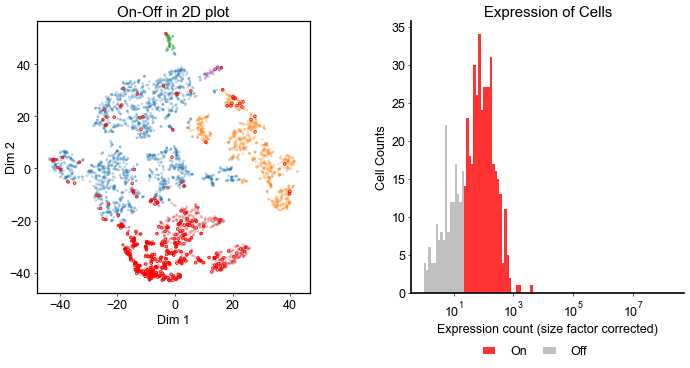 On-Off in 2D plot
40
20
0
−20
−40
Dim 2
−40
−20
0
20
40
Dim 1
Expression of Cells
35
30
25
20
15
10
5
0
Cell Counts
10^1
10^3
10^5
10^7
Expression count (size factor corrected)
On
Off